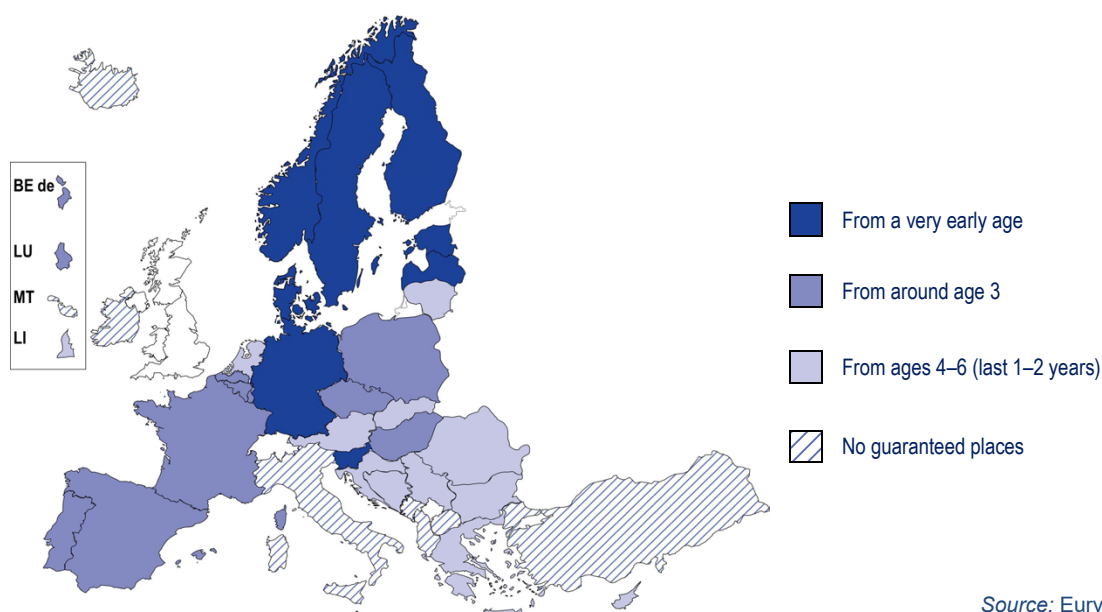 BE de
LU
MT
LI
From a very early age
From around age 3
From ages 4–6 (last 1–2 years)
No guaranteed places
Source: Eury